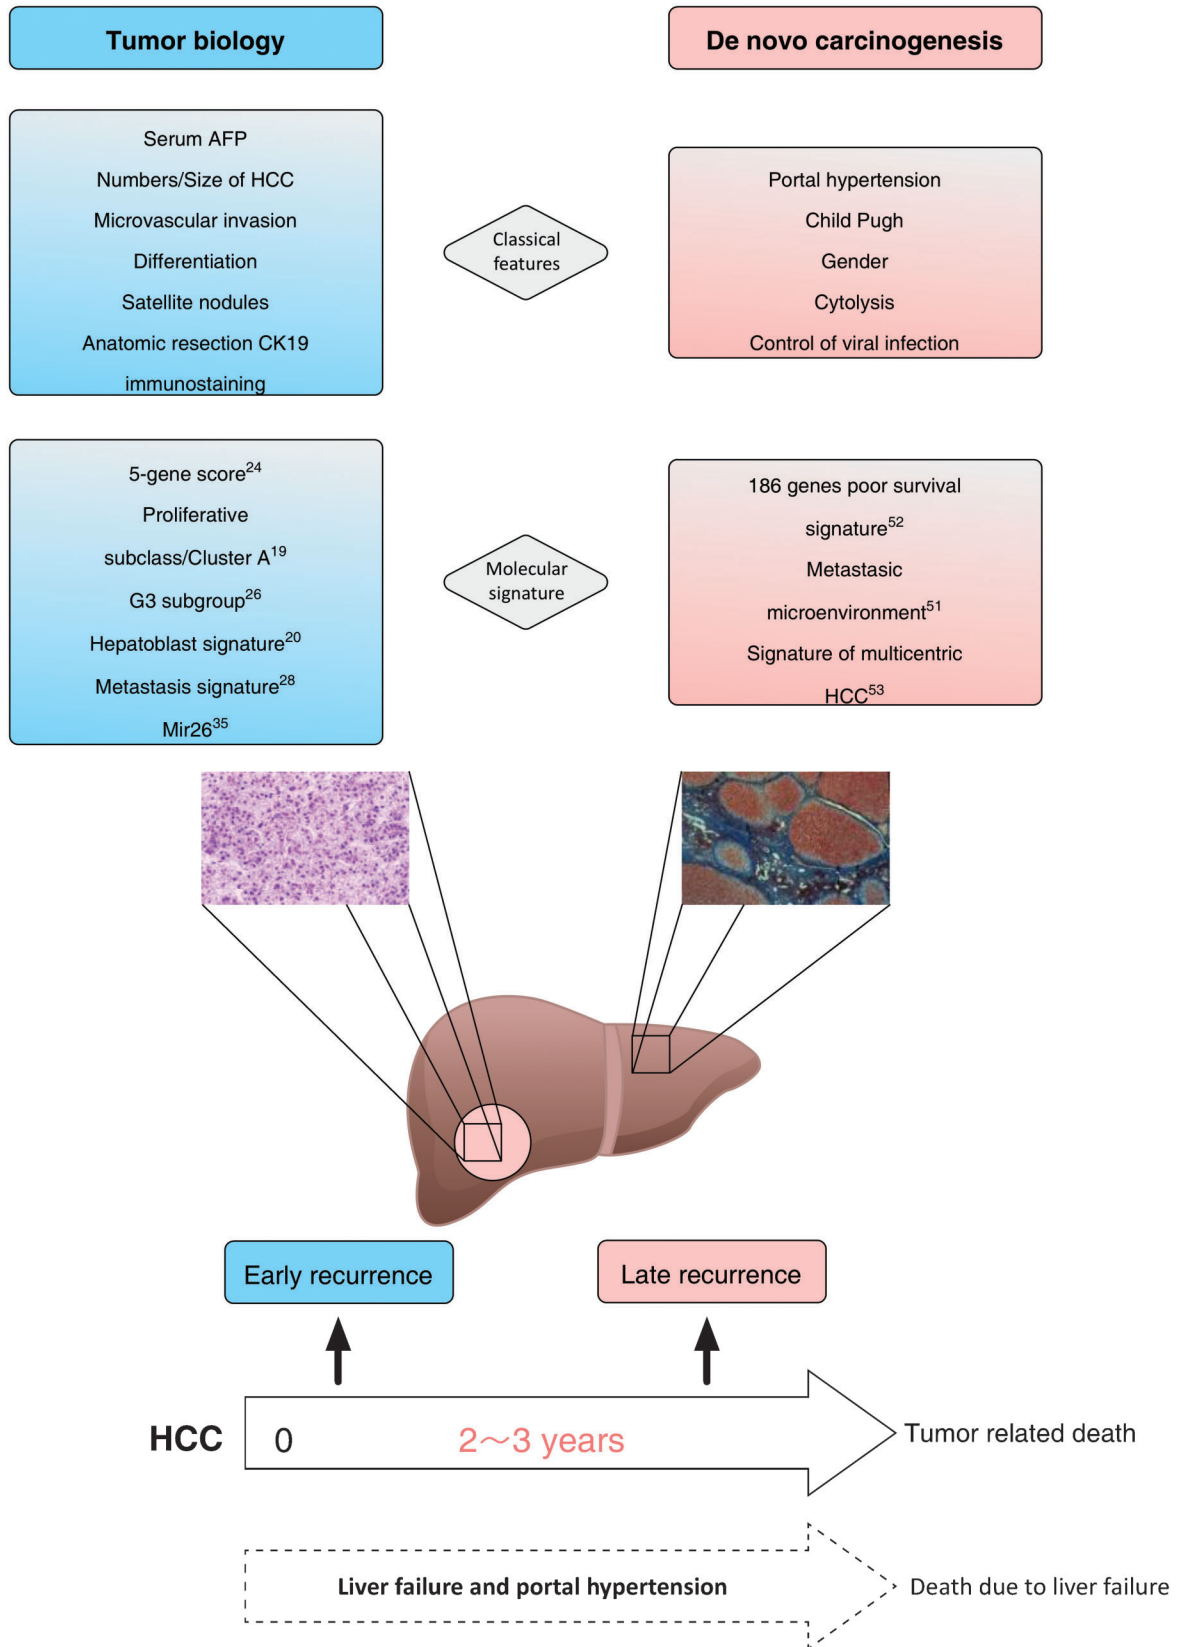 Tumor biology
De novo carcinogenesis
Serum AFP
Numbers/Size of HCC
Microvascular invasion
Differentiation
Satellite nodules
Anatomic resection CK19
immunostaining
Classical
features
Portal hypertension
Child Pugh
Gender
Cytolysis
Control of viral infection
5-gene score24
Proliferative
subclass/Cluster A19
G3 subgroup26
Hepatoblast signature20
Metastasis signature28
Mir2635
Molecular
signature
186 genes poor survival
signature52
Metastasic
microenvironment51
Signature of multicentric
HCC53
Early recurrence
Late recurrence
HCC
0
2～3 years
Tumor related death
Liver failure and portal hypertension
Death due to liver failure